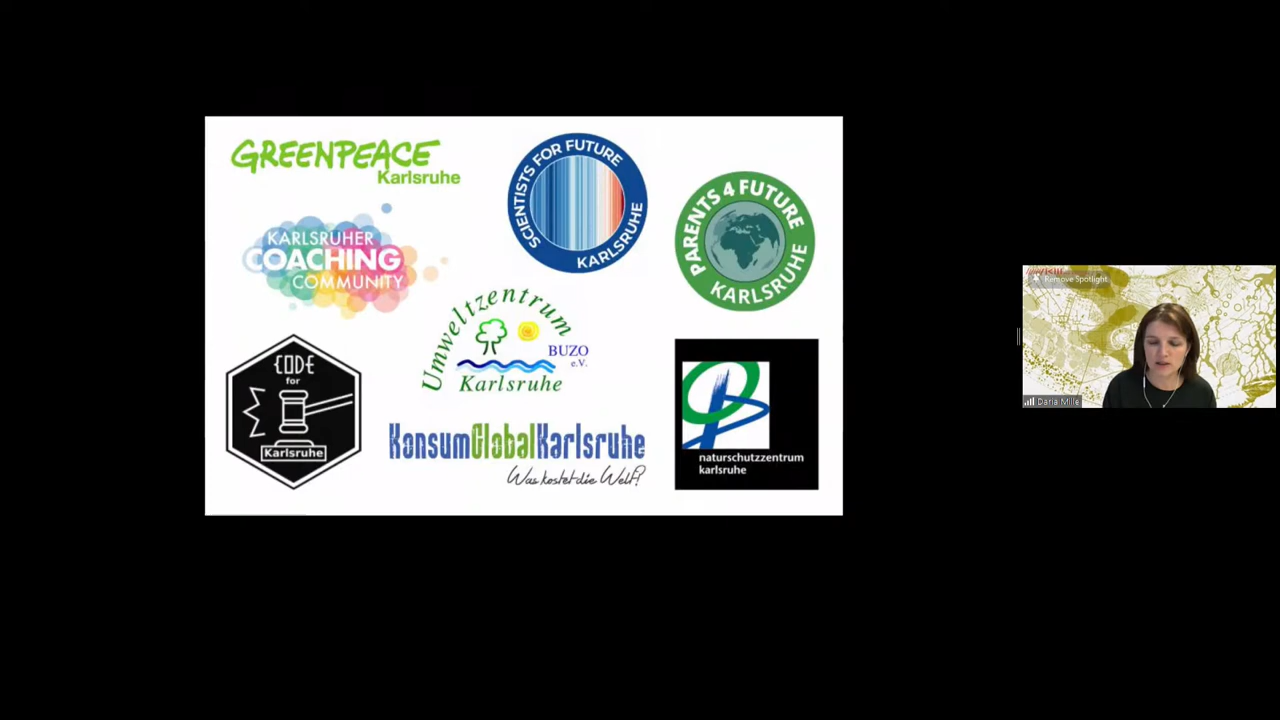 GREENPEACE
Karlsruhe
SCIENTISTS FOR FUTURE
KARLSRUHE
PARENTS 4 FUTURE
KARLSRUHE
KARLSRUHER
COACHING
COMMUNITY
Umweltzentrum
BUZO
e.V.
Karlsruhe
CODE
for
Karlsruhe
KonsumGlobalKarlsruhe
Was kostet die Welt?
naturschutzzentrum
karlsruhe
Remove Spotlight
Daria Mille